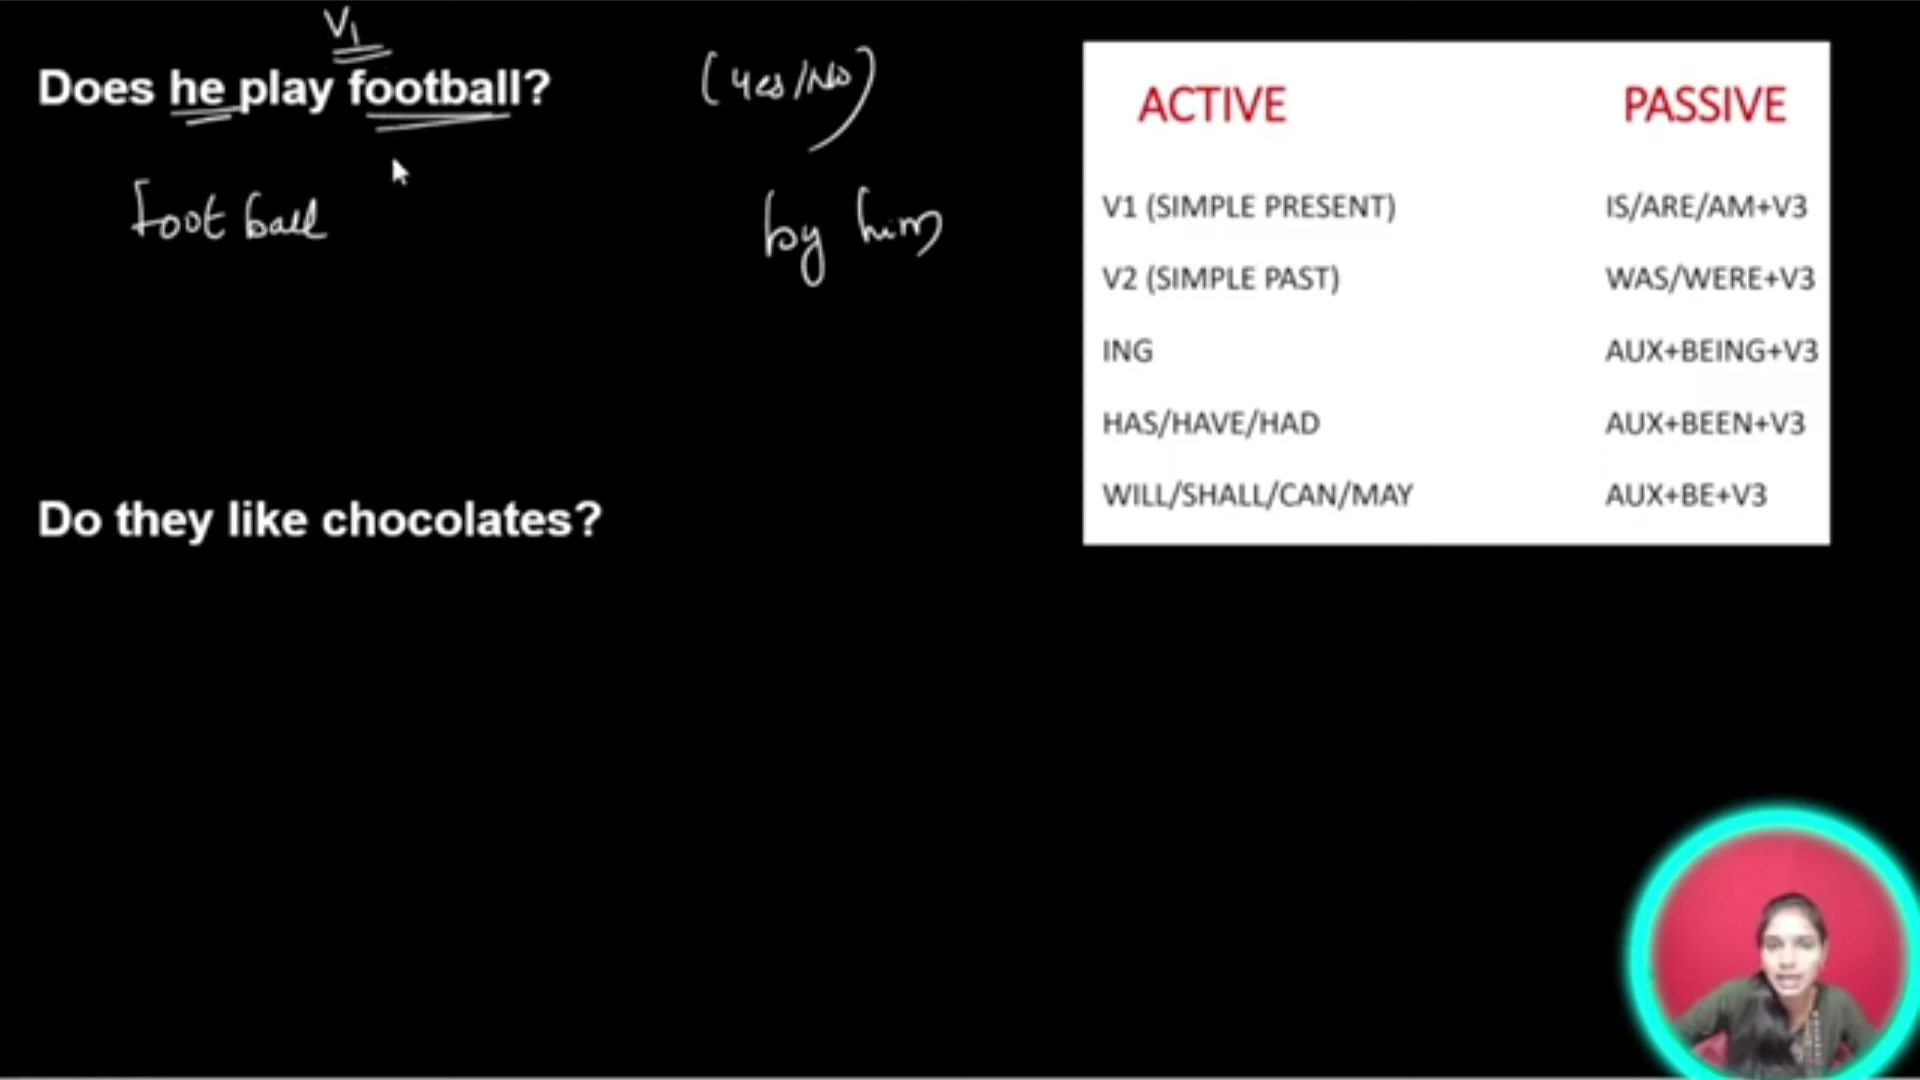 V1
Does he play football?
(Yes/No)
Football
by him
Do they like chocolates?
ACTIVE PASSIVE
V1 (SIMPLE PRESENT) IS/ARE/AM+V3
V2 (SIMPLE PAST) WAS/WERE+V3
ING AUX+BEING+V3
HAS/HAVE/HAD AUX+BEEN+V3
WILL/SHALL/CAN/MAY AUX+BE+V3